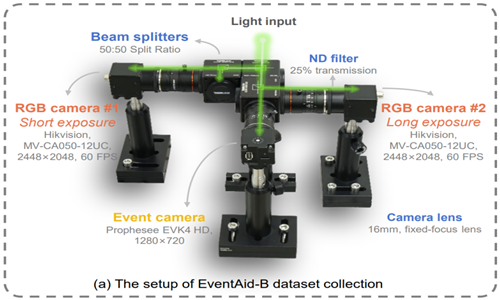 Light input
Beam splitters
50:50 Split Ratio
ND filter
25% transmission
RGB camera #1
Short exposure
Hikvision,
MV-CA050-12UC,
2448×2048, 60 FPS
RGB camera #2
Long exposure
Hikvision,
MV-CA050-12UC,
2448×2048, 60 FPS
Event camera
Prophesee EVK4 HD,
1280×720
Camera lens
16mm, fixed-focus lens
(a) The setup of EventAid-B dataset collection